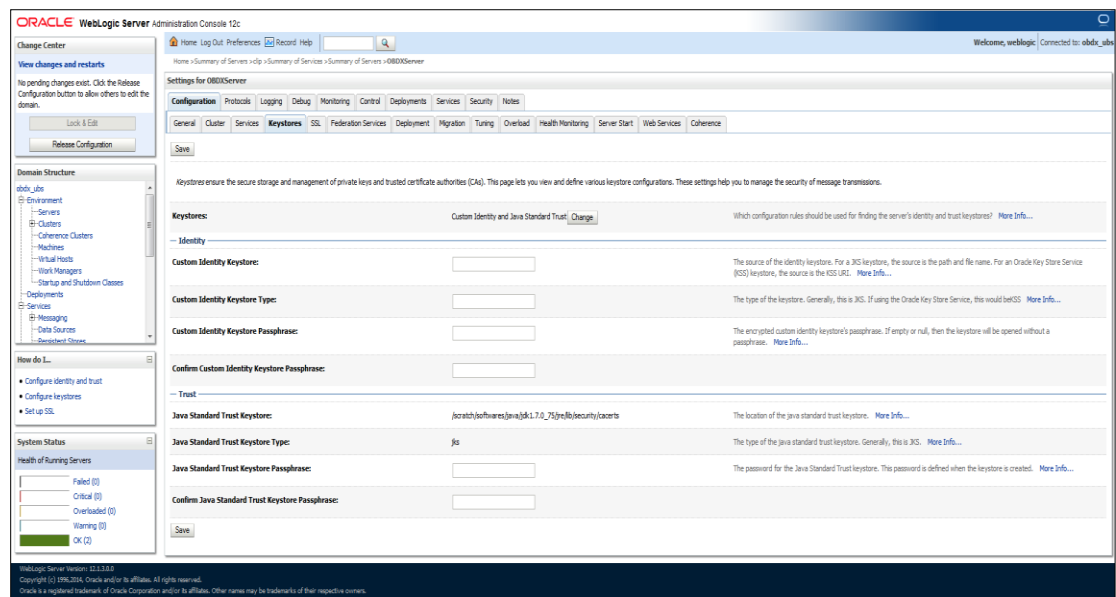 ORACLE WebLogic Server Administration Console 12c
Change Center
View changes and restarts
No pending changes exist. Click the Release
Configuration button to allow others to edit the
domain.
Lock & Edit
Release Configuration
Domain Structure
obdx_ubs
Environment
Servers
Clusters
Coherence Clusters
Machines
Virtual Hosts
Work Managers
Startup and Shutdown Classes
Deployments
Services
Messaging
Data Sources
Persistent Stores
How do I...
Configure identity and trust
Configure keystores
Set up SSL
System Status
Health of Running Servers
Failed (0)
Critical (0)
Overloaded (0)
Warning (0)
OK (2)
Home Log Out Preferences Record Help
Welcome, weblogic Connected to: obdx_ubs
Home >Summary of Servers >clip >Summary of Services >Summary of Servers >OBDXServer
Settings for OBDXServer
Configuration Protocols Logging Debug Monitoring Control Deployments Services Security Notes
General Cluster Services Keystores SSL Federation Services Deployment Migration Tuning Overload Health Monitoring Server Start Web Services Coherence
Save
Keystores ensure the secure storage and management of private keys and trusted certificate authorities (CAs). This page lets you view and define various keystore configurations. These settings help you to manage the security of message transmissions.
Keystores: Custom Identity and Java Standard Trust Change Which configuration rules should be used for finding the server's identity and trust keystores? More Info...
Identity
Custom Identity Keystore: The source of the identity keystore. For a JKS keystore, the source is the path and file name. For an Oracle Key Store Service
(KSS) keystore, the source is the KSS URI. More Info...
Custom Identity Keystore Type: The type of the keystore. Generally, this is JKS. If using the Oracle Key Store Service, this would beKSS More Info...
Custom Identity Keystore Passphrase: The encrypted custom identity keystore's passphrase. If empty or null, then the keystore will be opened without a
passphrase. More Info...
Confirm Custom Identity Keystore Passphrase:
Trust
Java Standard Trust Keystore: /scratch/softwares/java/jdk1.7.0_75/jre/lib/security/cacerts The location of the java standard trust keystore. More Info...
Java Standard Trust Keystore Type: jks The type of the java standard trust keystore. Generally, this is JKS. More Info...
Java Standard Trust Keystore Passphrase: The password for the Java Standard Trust keystore. This password is defined when the keystore is created. More Info...
Confirm Java Standard Trust Keystore Passphrase:
Save
WebLogic Server Version: 12.1.3.0.0
Copyright (c) 1996,2014, Oracle and/or its affiliates. All rights reserved.
Oracle is a registered trademark of Oracle Corporation and/or its affiliates. Other names may be trademarks of their respective owners.